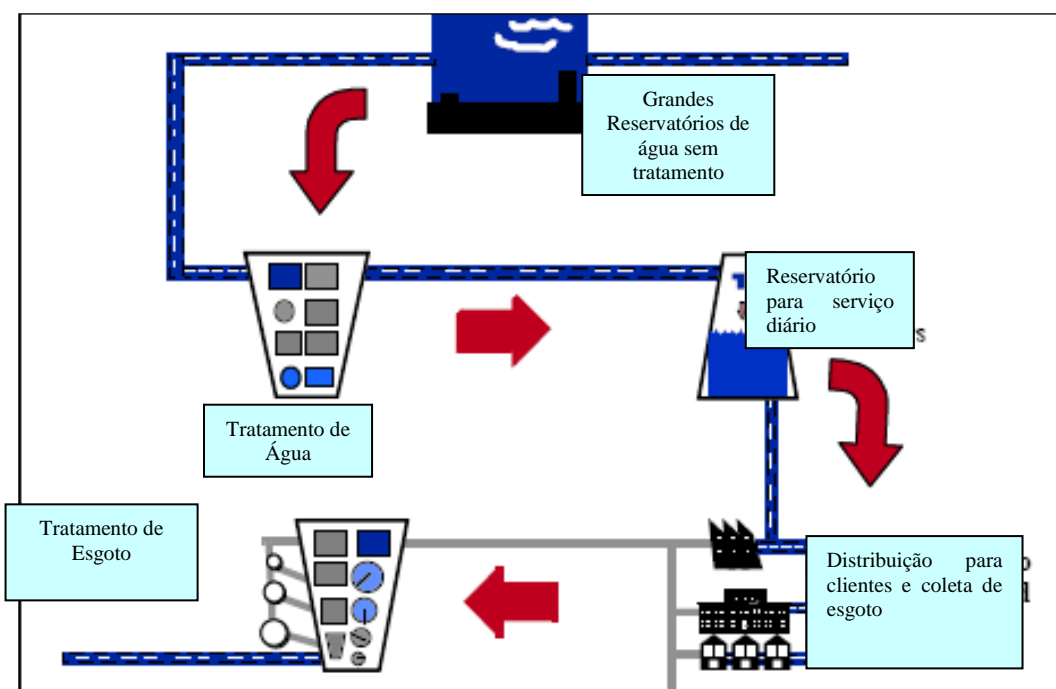 Grandes
Reservatórios de
água sem
tratamento
Reservatório
para serviço
diário
s
Tratamento de
Água
Tratamento de
Esgoto
Distribuição para
clientes e coleta de
esgoto